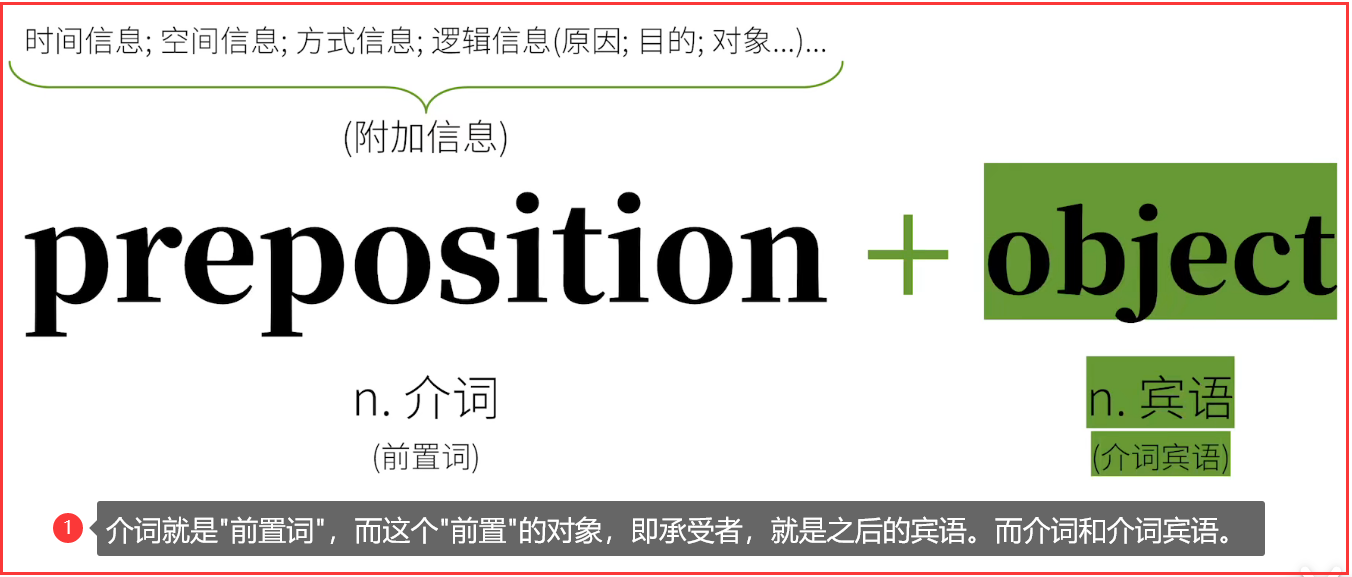 时间信息; 空间信息; 方式信息; 逻辑信息(原因; 目的; 对象...)...
(附加信息)
preposition + object
n. 介词 n. 宾语
(前置词) (介词宾语)
1 介词就是"前置词"，而这个"前置"的对象，即承受者，就是之后的宾语。而介词和介词宾语。